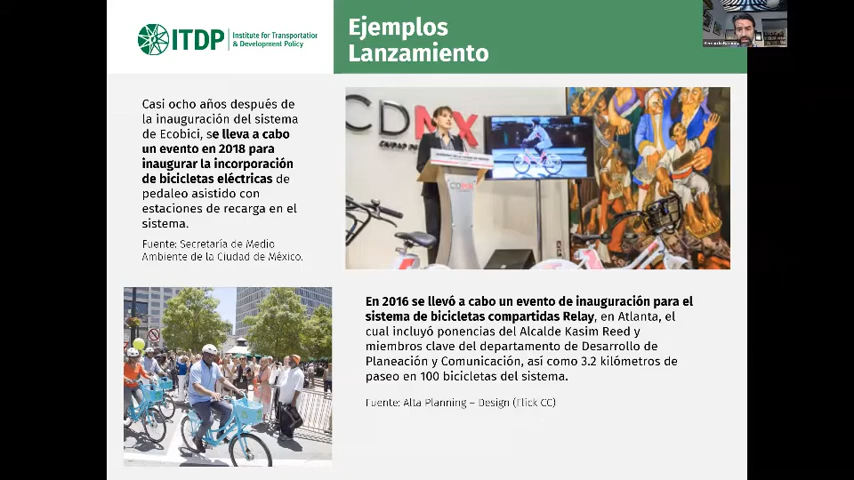 ITDP
Institute for Transportation
& Development Policy
Ejemplos
Lanzamiento
Casi ocho años después de
la inauguración del sistema
de Ecobici, se lleva a cabo
un evento en 2018 para
inaugurar la incorporación
de bicicletas eléctricas de
pedaleo asistido con
estaciones de recarga en el
sistema.
Fuente: Secretaría de Medio
Ambiente de la Ciudad de México.
CDMX
CDMX
En 2016 se llevó a cabo un evento de inauguración para el
sistema de bicicletas compartidas Relay, en Atlanta, el
cual incluyó ponencias del Alcalde Kasim Reed y
miembros clave del departamento de Desarrollo de
Planeación y Comunicación, así como 3.2 kilómetros de
paseo en 100 bicicletas del sistema.
Fuente: Alta Planning – Design (Flick CC)